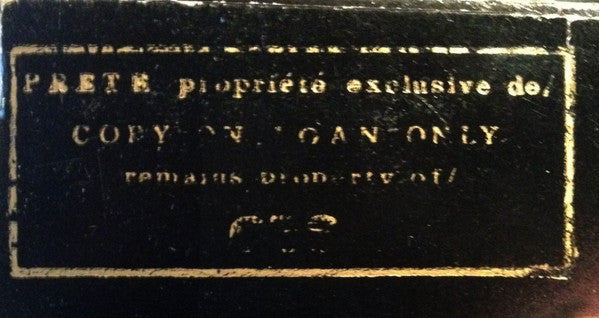 PRETE propriété exclusive de/
COPY ON LOAN ONLY
remains property of/